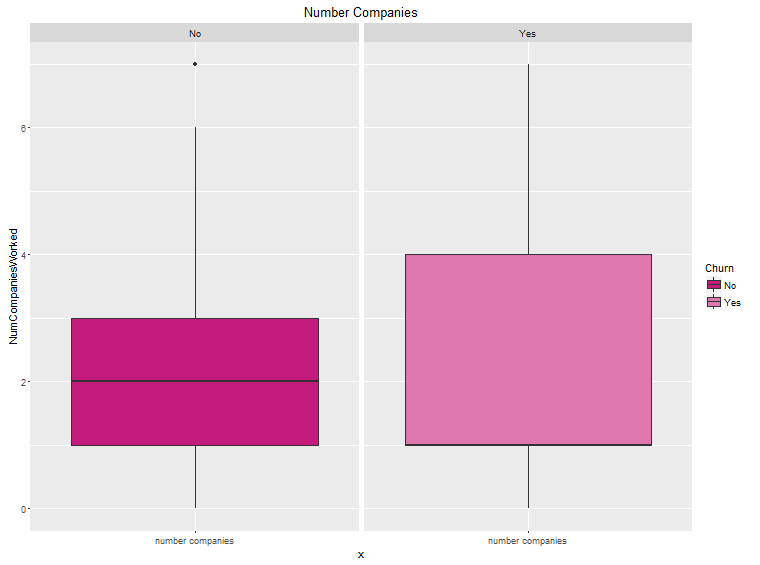 Number Companies
No
Yes
NumCompaniesWorked
6
4
2
0
number companies
number companies
x
Churn
No
Yes